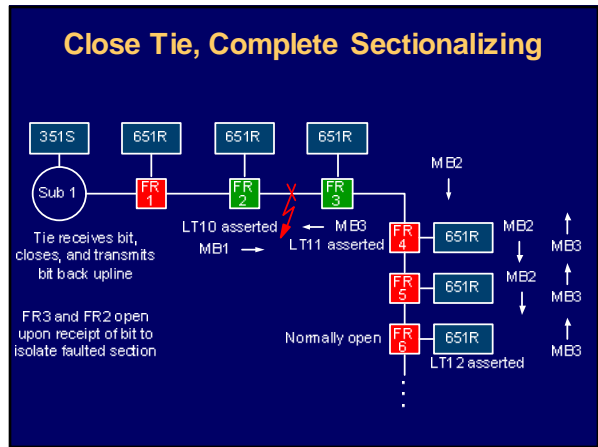 Close Tie, Complete Sectionalizing
351S
651R
651R
651R
MB2
Sub 1
FR
1
FR
2
FR
3
LT10 asserted
MB3
MB1
LT11 asserted
Tie receives bit,
closes, and transmits
bit back upline
FR
4
651R
MB2
MB3
FR3 and FR2 open
upon receipt of bit to
isolate faulted section
FR
5
651R
MB2
MB3
Normally open
FR
6
651R
LT12 asserted
MB3